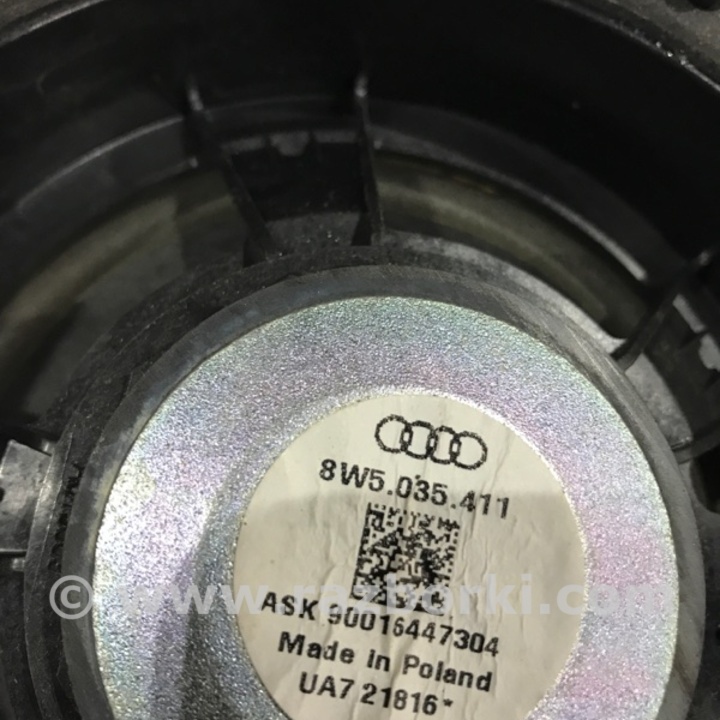 8W5.035.411
© www.razborki.com
ASK 90016447304
Made in Poland
UA7 21816*